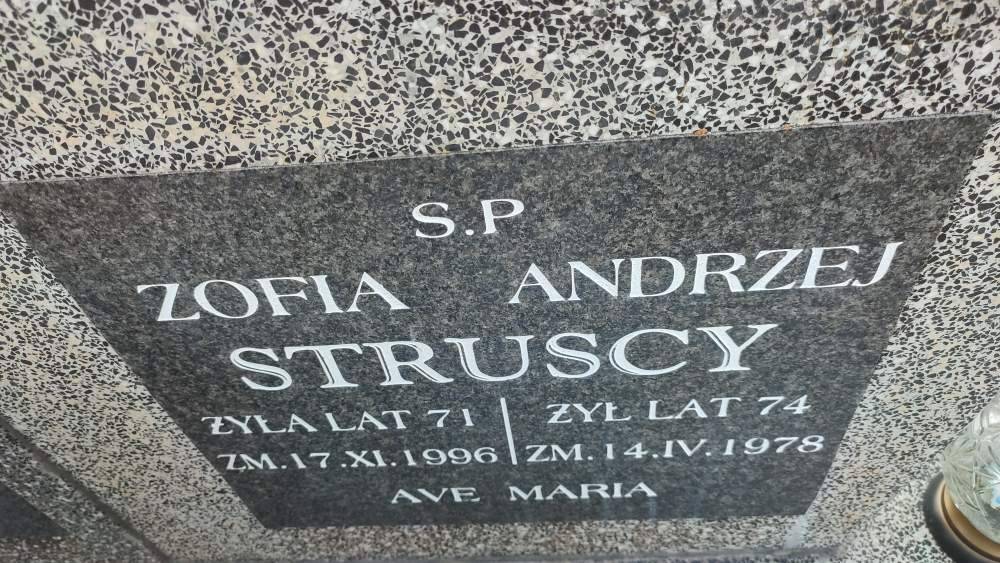 S.P
ZOFIA ANDRZEJ
STRUSCY
ŻYŁA LAT 71 ŻYŁ LAT 74
ZM.17.XI.1996 ZM.14.IV.1978
AVE MARIA